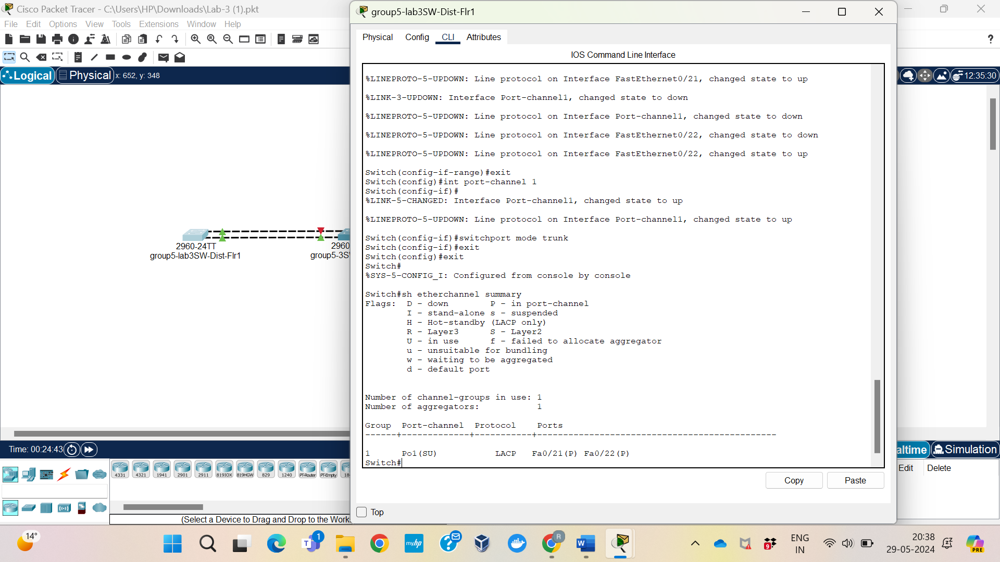 Cisco Packet Tracer - C:\Users\HP\Downloads\Lab-3 (1).pkt
File Edit Options View Tools Extensions Window Help
Logical Physical x: 652, y: 348
2960-24TT
group5-lab3SW-Dist-Flr1
2960
group5-3S
Time: 00:24:43
4331 4321 1941 2901 2911 819IOX 819HGW 829 1240 PT-Router PT-Empty 18
(Select a Device to Drag and Drop to the Work
group5-lab3SW-Dist-Flr1
Physical Config CLI Attributes
IOS Command Line Interface
%LINEPROTO-5-UPDOWN: Line protocol on Interface FastEthernet0/21, changed state to up
%LINK-3-UPDOWN: Interface Port-channel1, changed state to down
%LINEPROTO-5-UPDOWN: Line protocol on Interface Port-channel1, changed state to down
%LINEPROTO-5-UPDOWN: Line protocol on Interface FastEthernet0/22, changed state to down
%LINEPROTO-5-UPDOWN: Line protocol on Interface FastEthernet0/22, changed state to up
Switch(config-if-range)#exit
Switch(config)#int port-channel 1
Switch(config-if)#
%LINK-5-CHANGED: Interface Port-channel1, changed state to up
%LINEPROTO-5-UPDOWN: Line protocol on Interface Port-channel1, changed state to up
Switch(config-if)#switchport mode trunk
Switch(config-if)#exit
Switch(config)#exit
Switch#
%SYS-5-CONFIG_I: Configured from console by console
Switch#sh etherchannel summary
Flags: D - down P - in port-channel
I - stand-alone s - suspended
H - Hot-standby (LACP only)
R - Layer3 S - Layer2
U - in use f - failed to allocate aggregator
u - unsuitable for bundling
w - waiting to be aggregated
d - default port
Number of channel-groups in use: 1
Number of aggregators: 1
Group Port-channel Protocol Ports
------+-------------+-----------+----------------------------------------------
1 Po1(SU) LACP Fa0/21(P) Fa0/22(P)
Switch#
Copy Paste
Top
?
12:35:30
altime Simulation
Edit Delete
14°
1
T
myhp
?
R
W
9
ENG
IN
20:38
29-05-2024
PRE